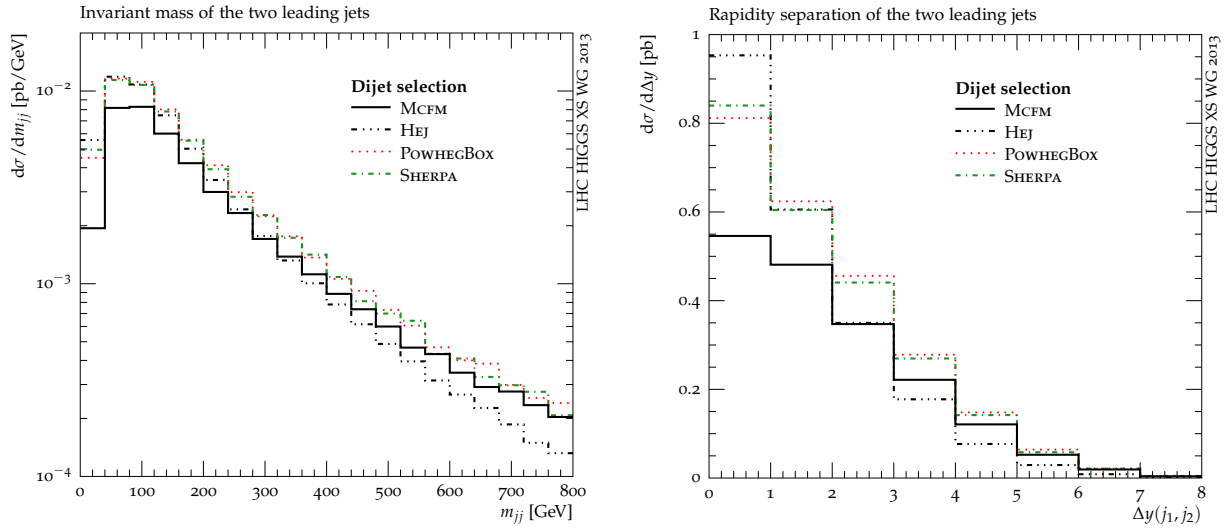 Invariant mass of the two leading jets
LHC HIGGS XS WG 2013
dσ/dm_jj [pb/GeV]
10^−2
10^−3
10^−4
Dijet selection
MCFM
HEJ
POWHEGBOX
SHERPA
0 100 200 300 400 500 600 700 800
m_jj [GeV]
Rapidity separation of the two leading jets
LHC HIGGS XS WG 2013
dσ/dΔy [pb]
1
0.8
0.6
0.4
0.2
0
Dijet selection
MCFM
HEJ
POWHEGBOX
SHERPA
0 1 2 3 4 5 6 7 8
Δy(j_1, j_2)